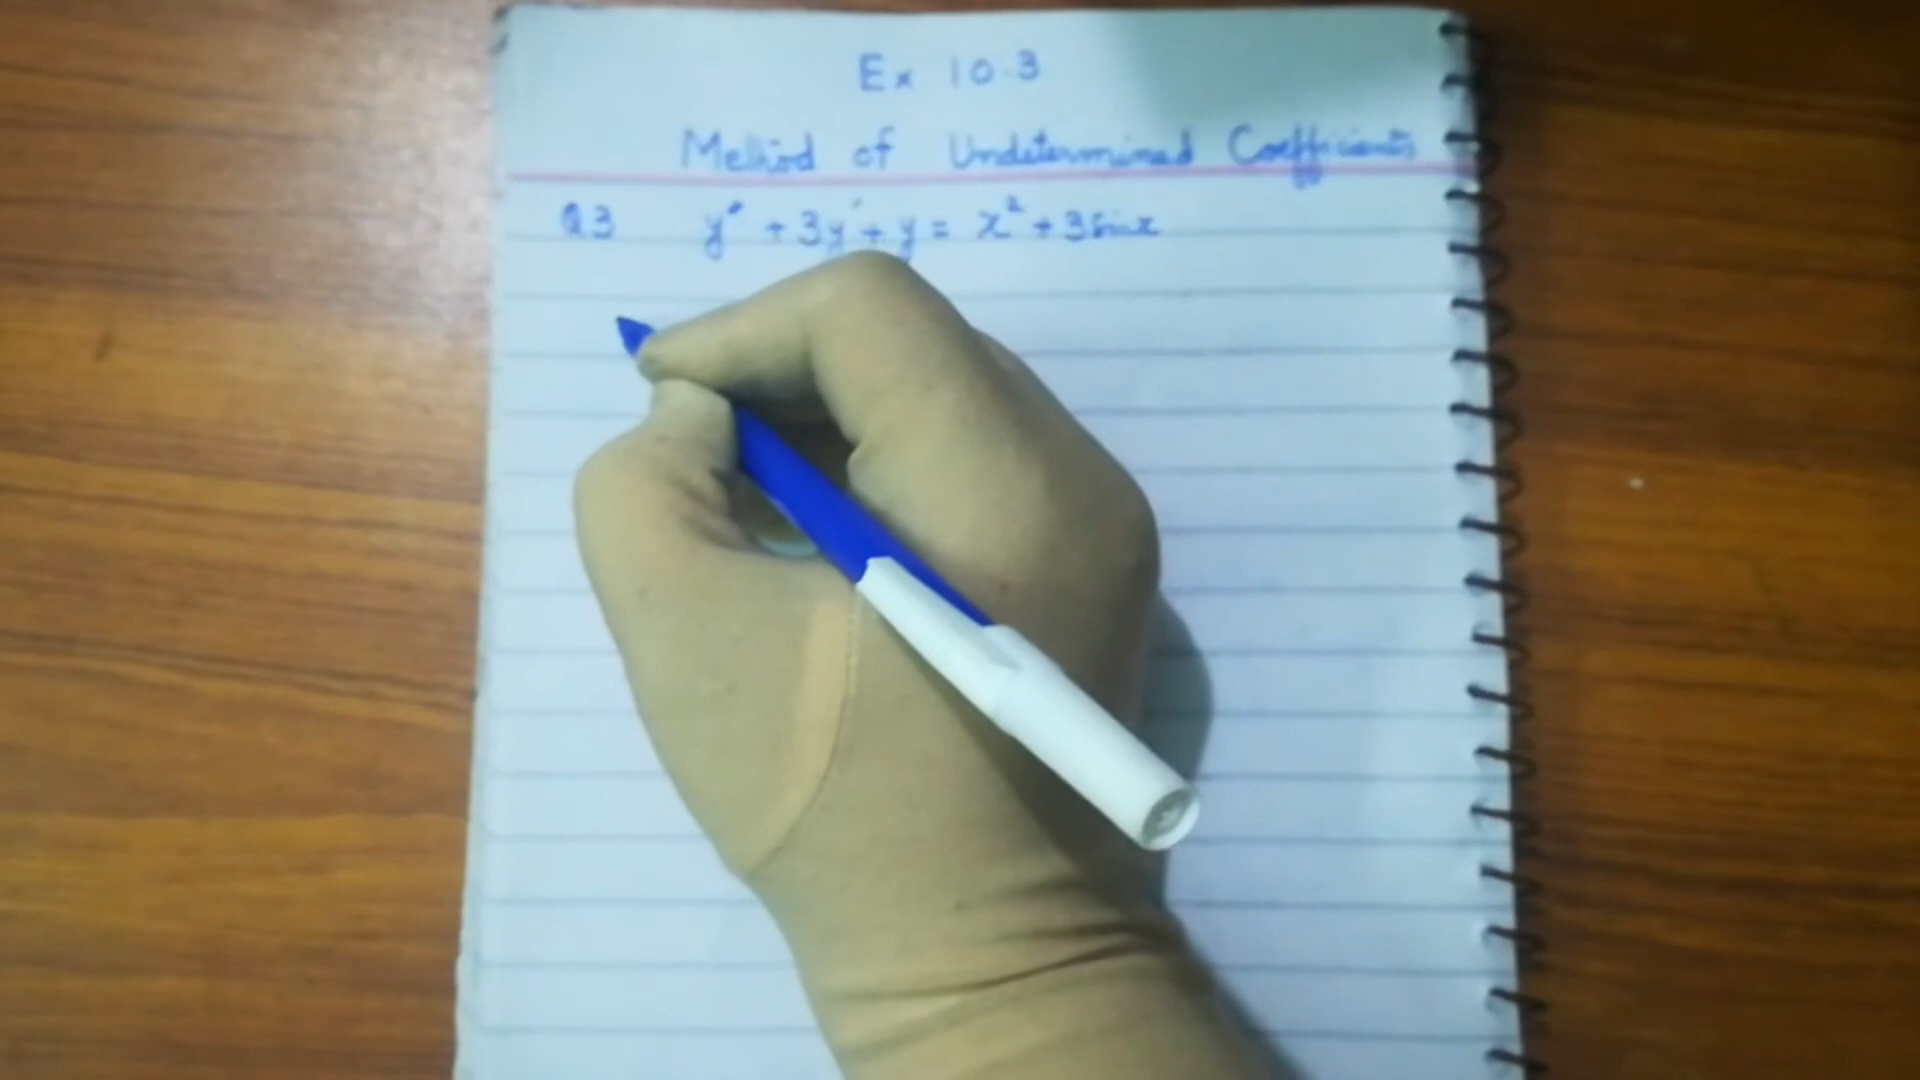 Ex 10.3
Method of Undetermined Coefficients
Q3 y" + 3y' + y = x² + 3sinx